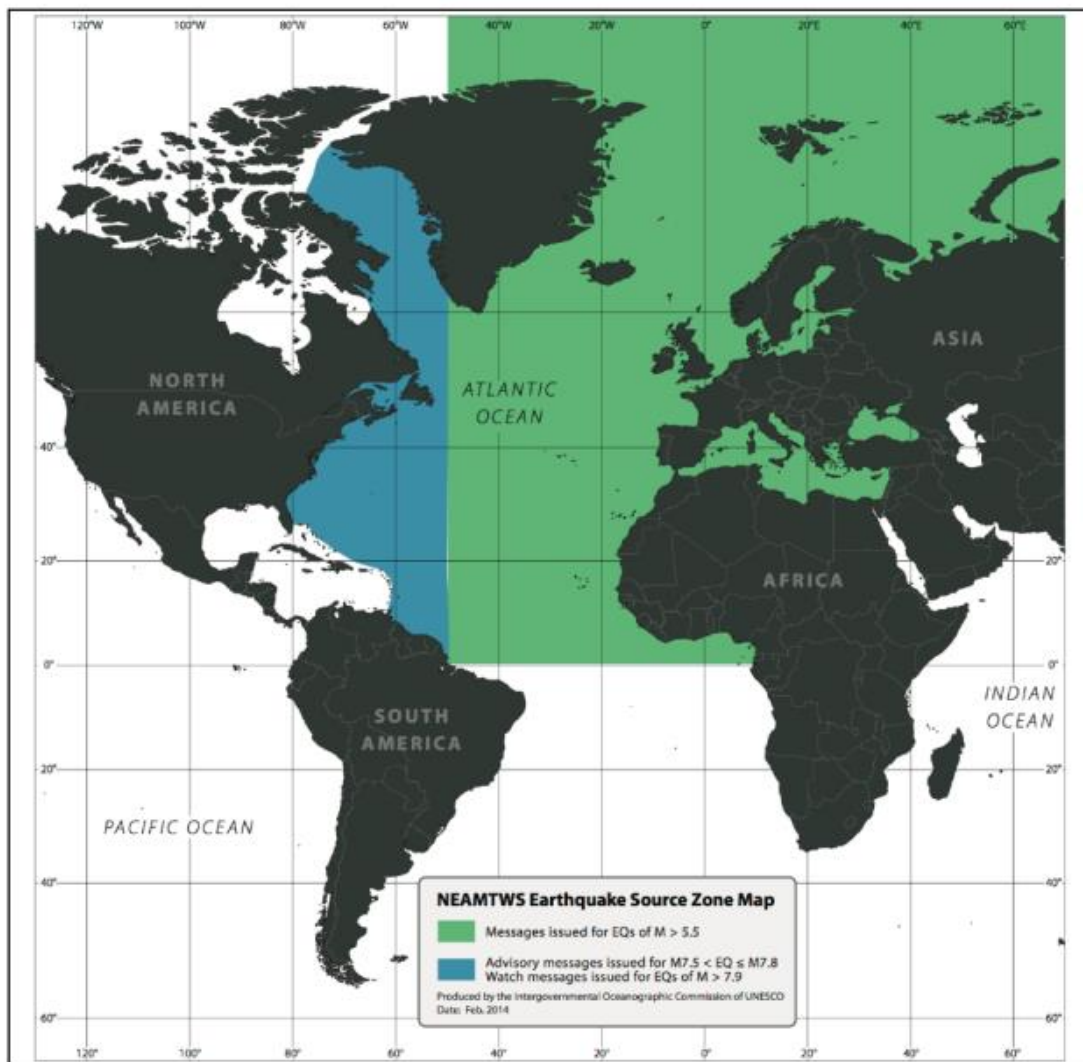 120°W 100°W 80°W 60°W 40°W 20°W 0° 20°E 40°E 60°E
ASIA
NORTH
AMERICA
ATLANTIC
OCEAN
40° 40°
20° 20°
AFRICA
0° 0°
INDIAN
OCEAN
SOUTH
AMERICA
20° 20°
PACIFIC OCEAN
40° 40°
NEAMTWS Earthquake Source Zone Map
Messages issued for EQs of M > 5.5
Advisory messages issued for M7.5 < EQ ≤ M7.8
Watch messages issued for EQs of M > 7.9
Produced by the Intergovernmental Oceanographic Commission of UNESCO
Date: Feb. 2014
60° 60°
120° 100° 80° 60° 40° 20° 0° 20° 40° 60°